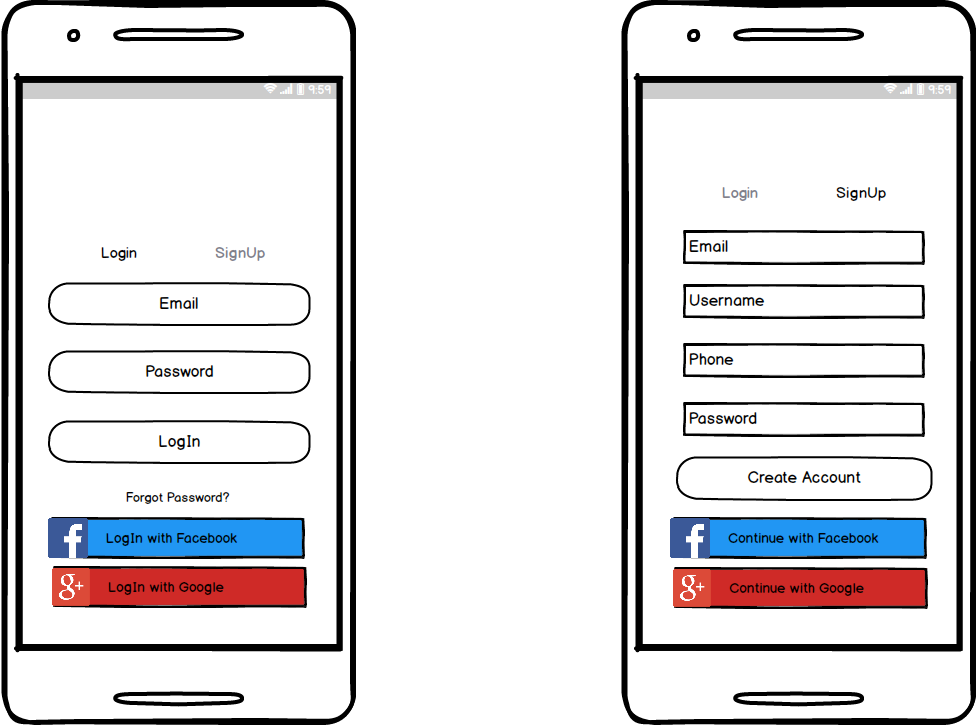 9:59
Login SignUp
Email
Password
LogIn
Forgot Password?
f LogIn with Facebook
g+ LogIn with Google
9:59
Login SignUp
Email
Username
Phone
Password
Create Account
f Continue with Facebook
g+ Continue with Google